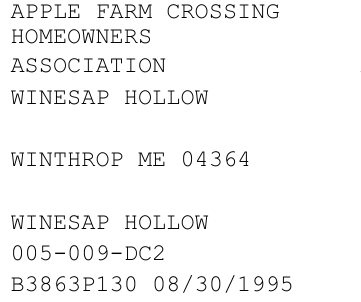 APPLE FARM CROSSING
HOMEOWNERS
ASSOCIATION
WINESAP HOLLOW
WINTHROP ME 04364
WINESAP HOLLOW
005-009-DC2
B3863P130 08/30/1995